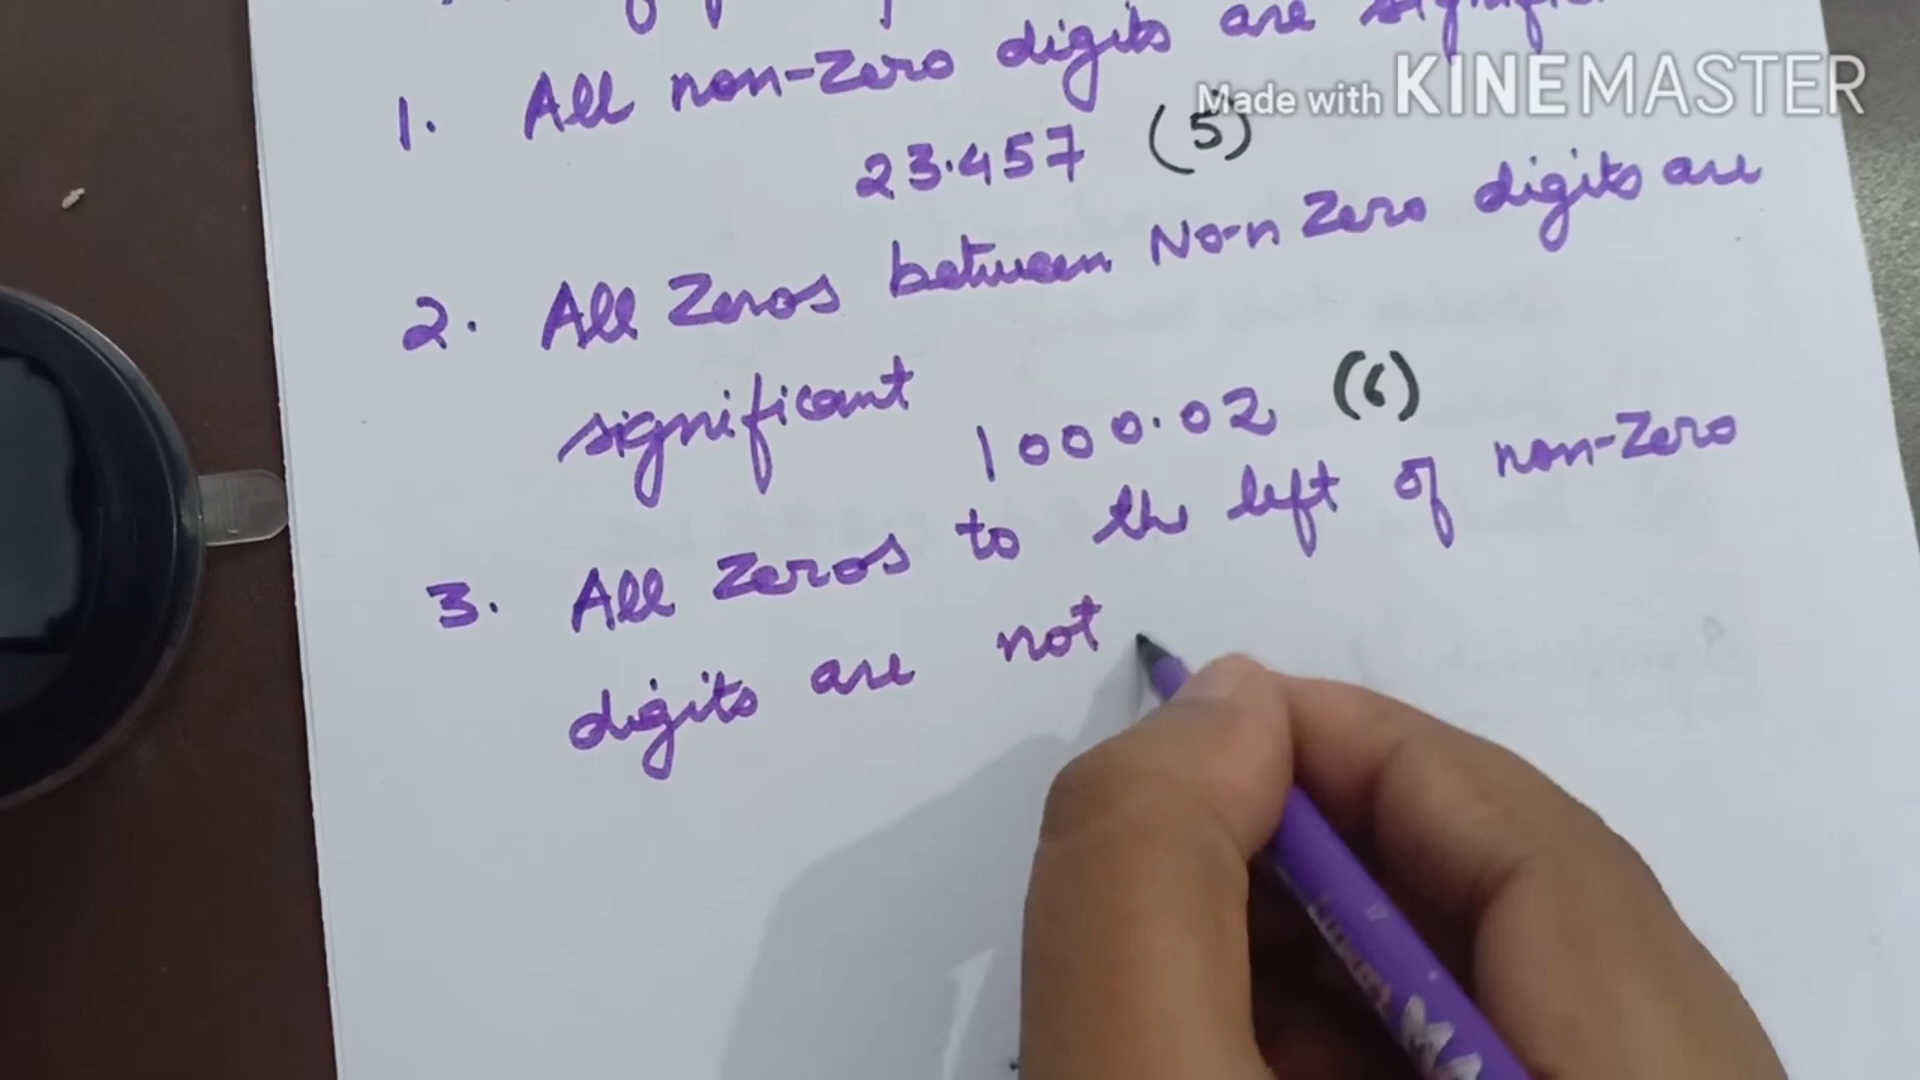 1. All non-zero digits are
Made with KINEMASTER
23.457 (5)
2. All Zeros between Non Zero digits are
significant
1000.02 (6)
3. All Zeros to the left of non-Zero
digits are not
Luxor